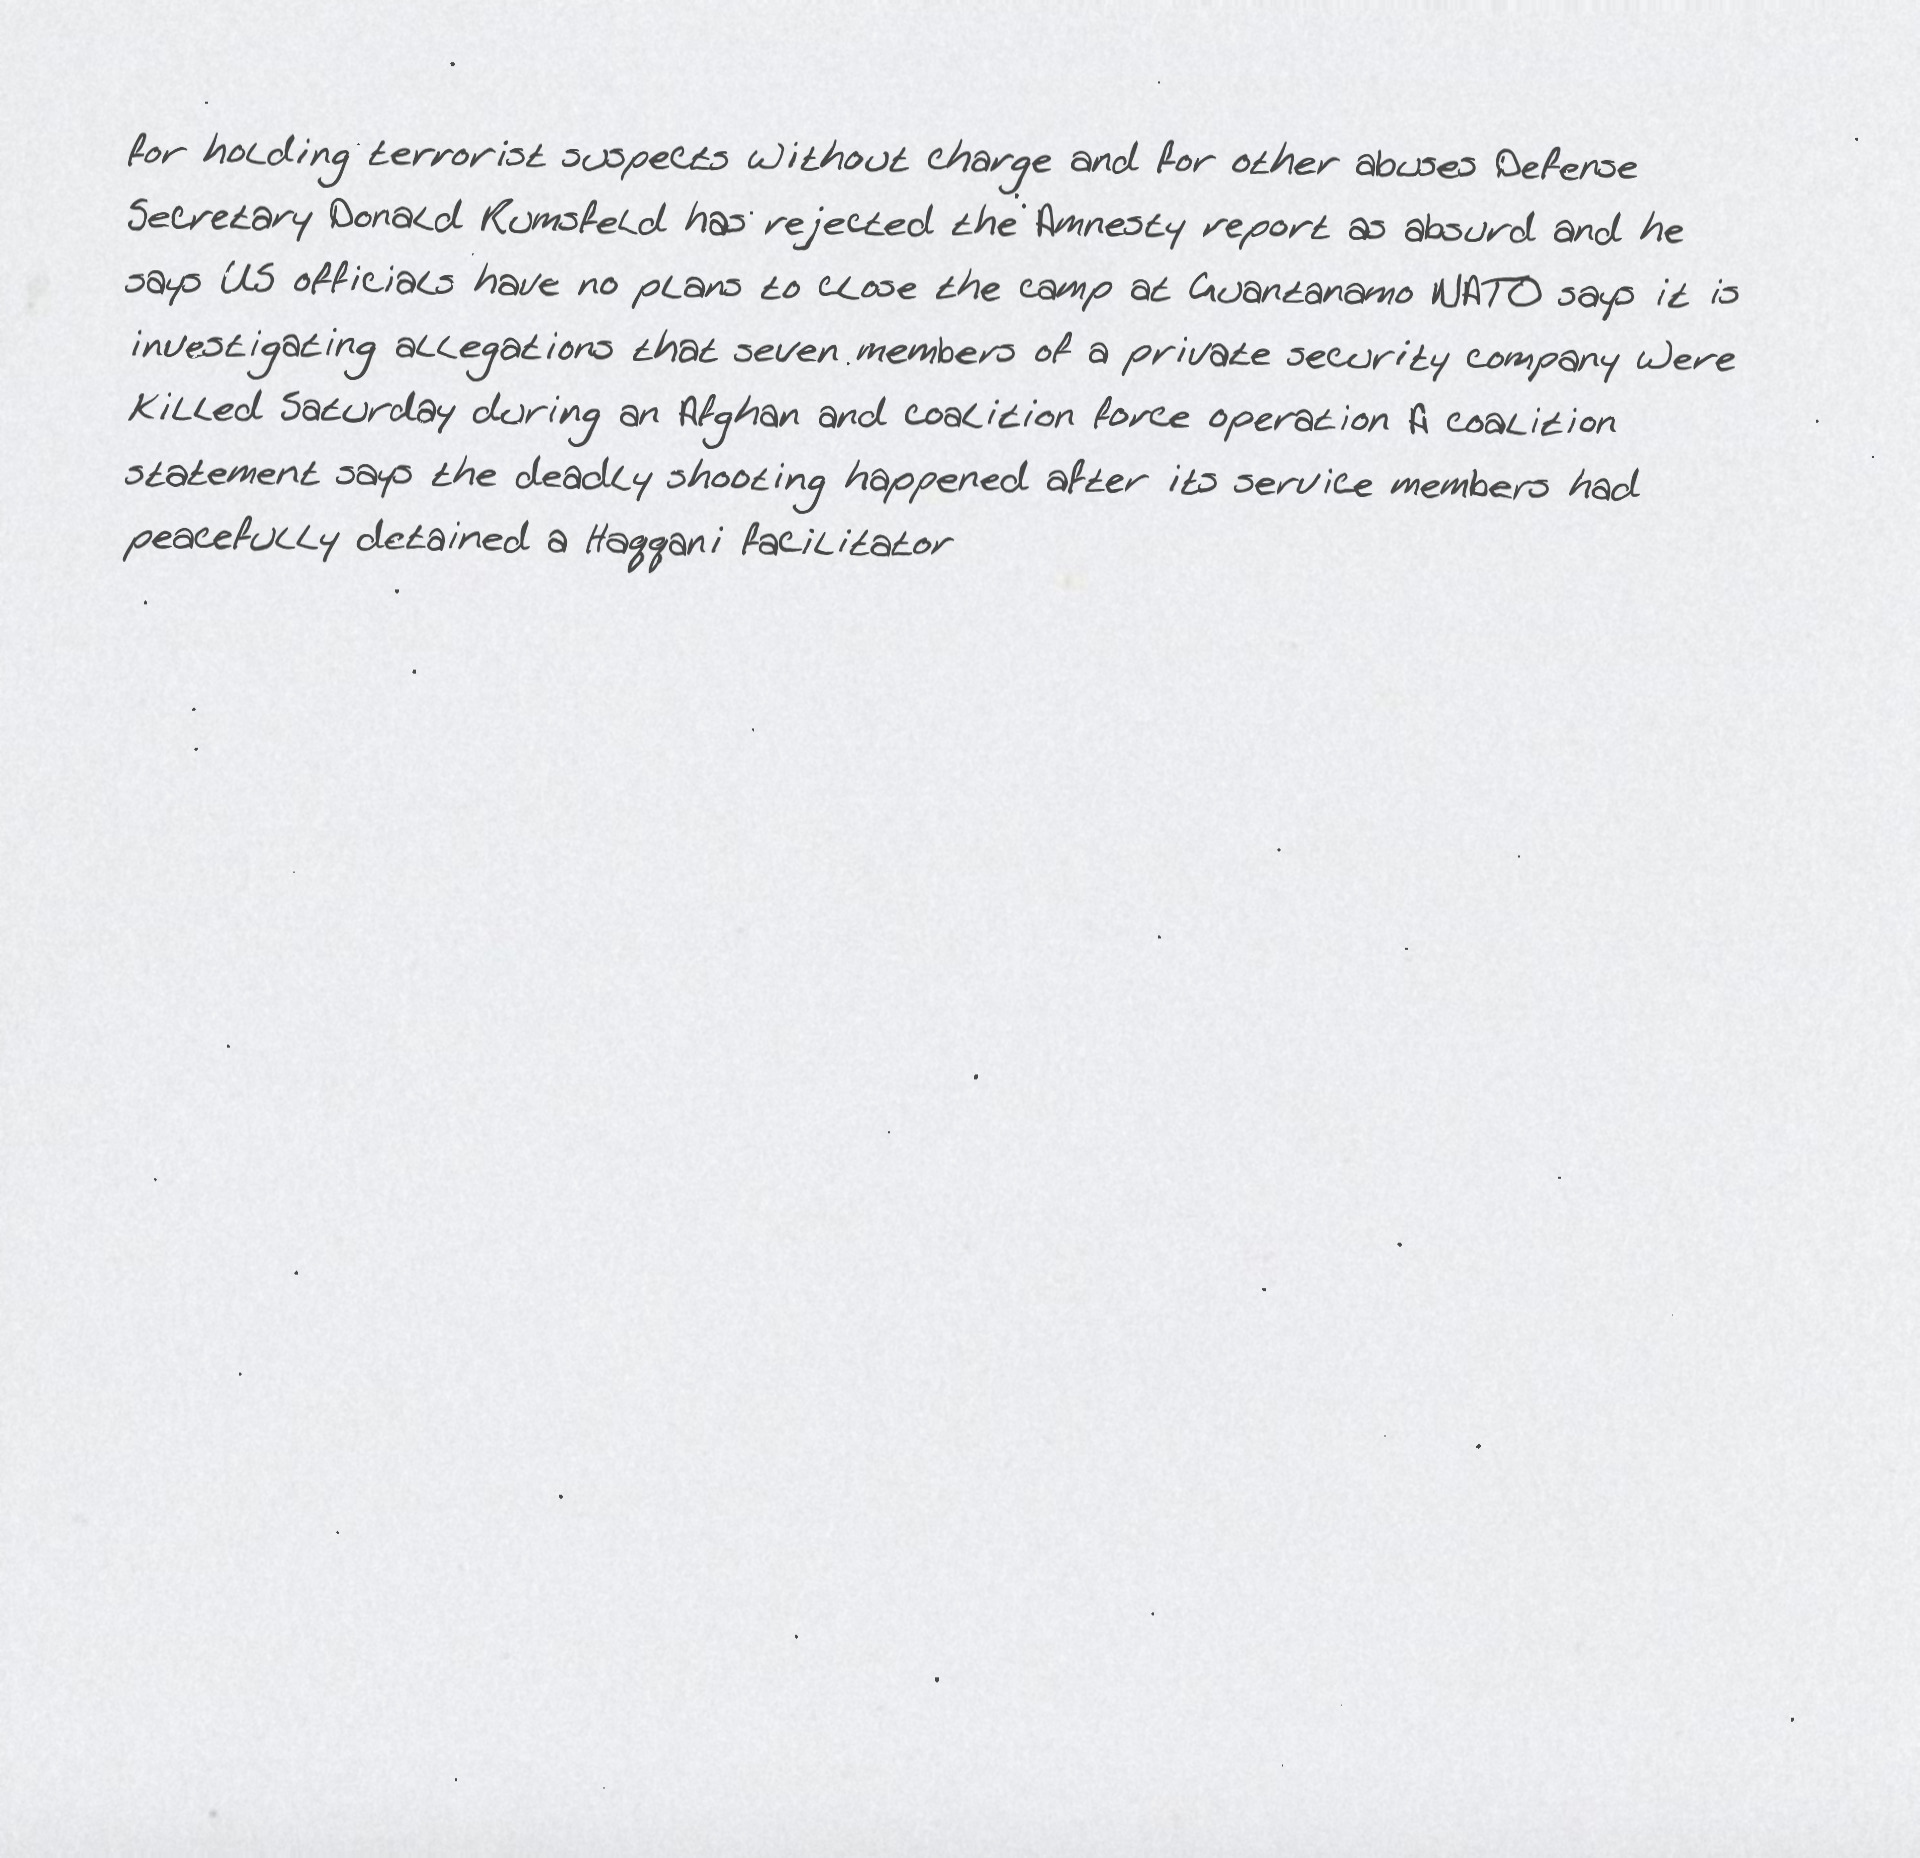 for holding terrorist suspects without charge and for other abuses Defense
Secretary Donald Rumsfeld has rejected the Amnesty report as absurd and he
says US officials have no plans to close the camp at Guantanamo NATO says it is
investigating allegations that seven members of a private security company were
killed Saturday during an Afghan and coalition force operation A coalition
statement says the deadly shooting happened after its service members had
peacefully detained a Haqqani facilitator